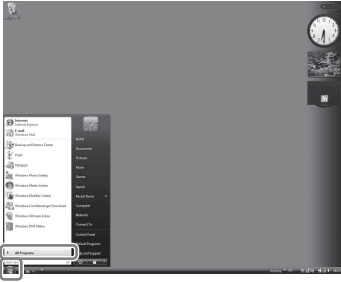 Internet
Internet Explorer
E-mail
Windows Mail
Backup and Restore Center
Paint
Notepad
Windows Photo Gallery
Windows Media Center
Windows Mobility Center
Windows Live Messenger Download
Windows Ultimate Extras
Windows DVD Maker
All Programs
Documents
Pictures
Music
Games
Search
Recent Items
Computer
Network
Connect To
Control Panel
Default Programs
Help and Support